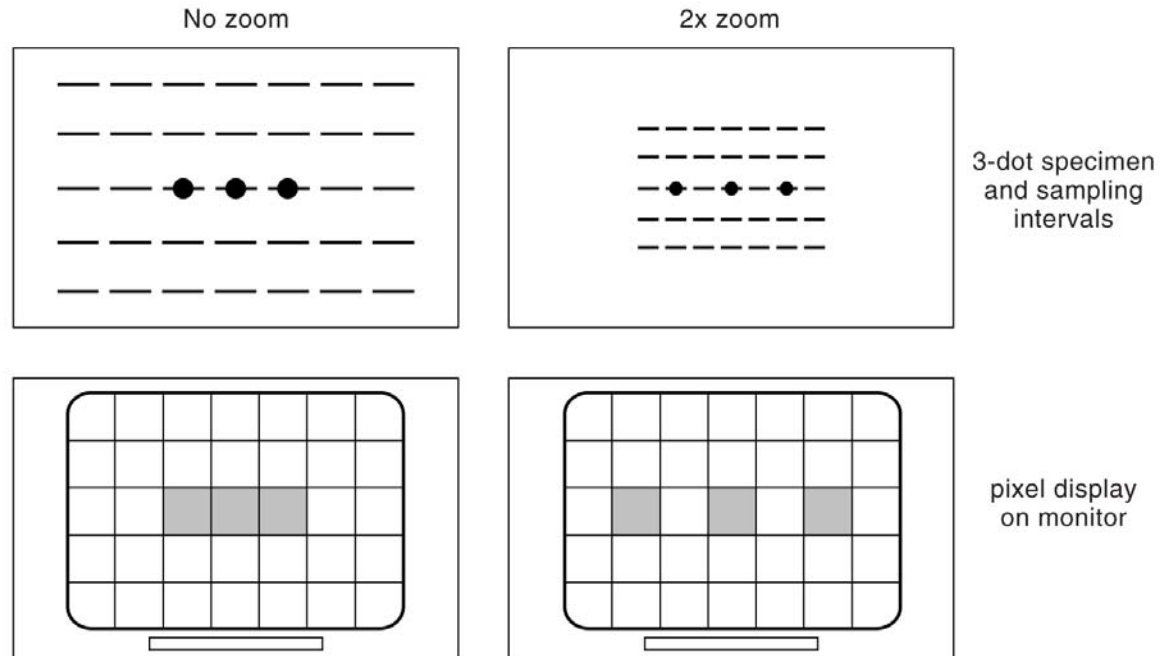 No zoom
2x zoom
3-dot specimen
and sampling
intervals
pixel display
on monitor